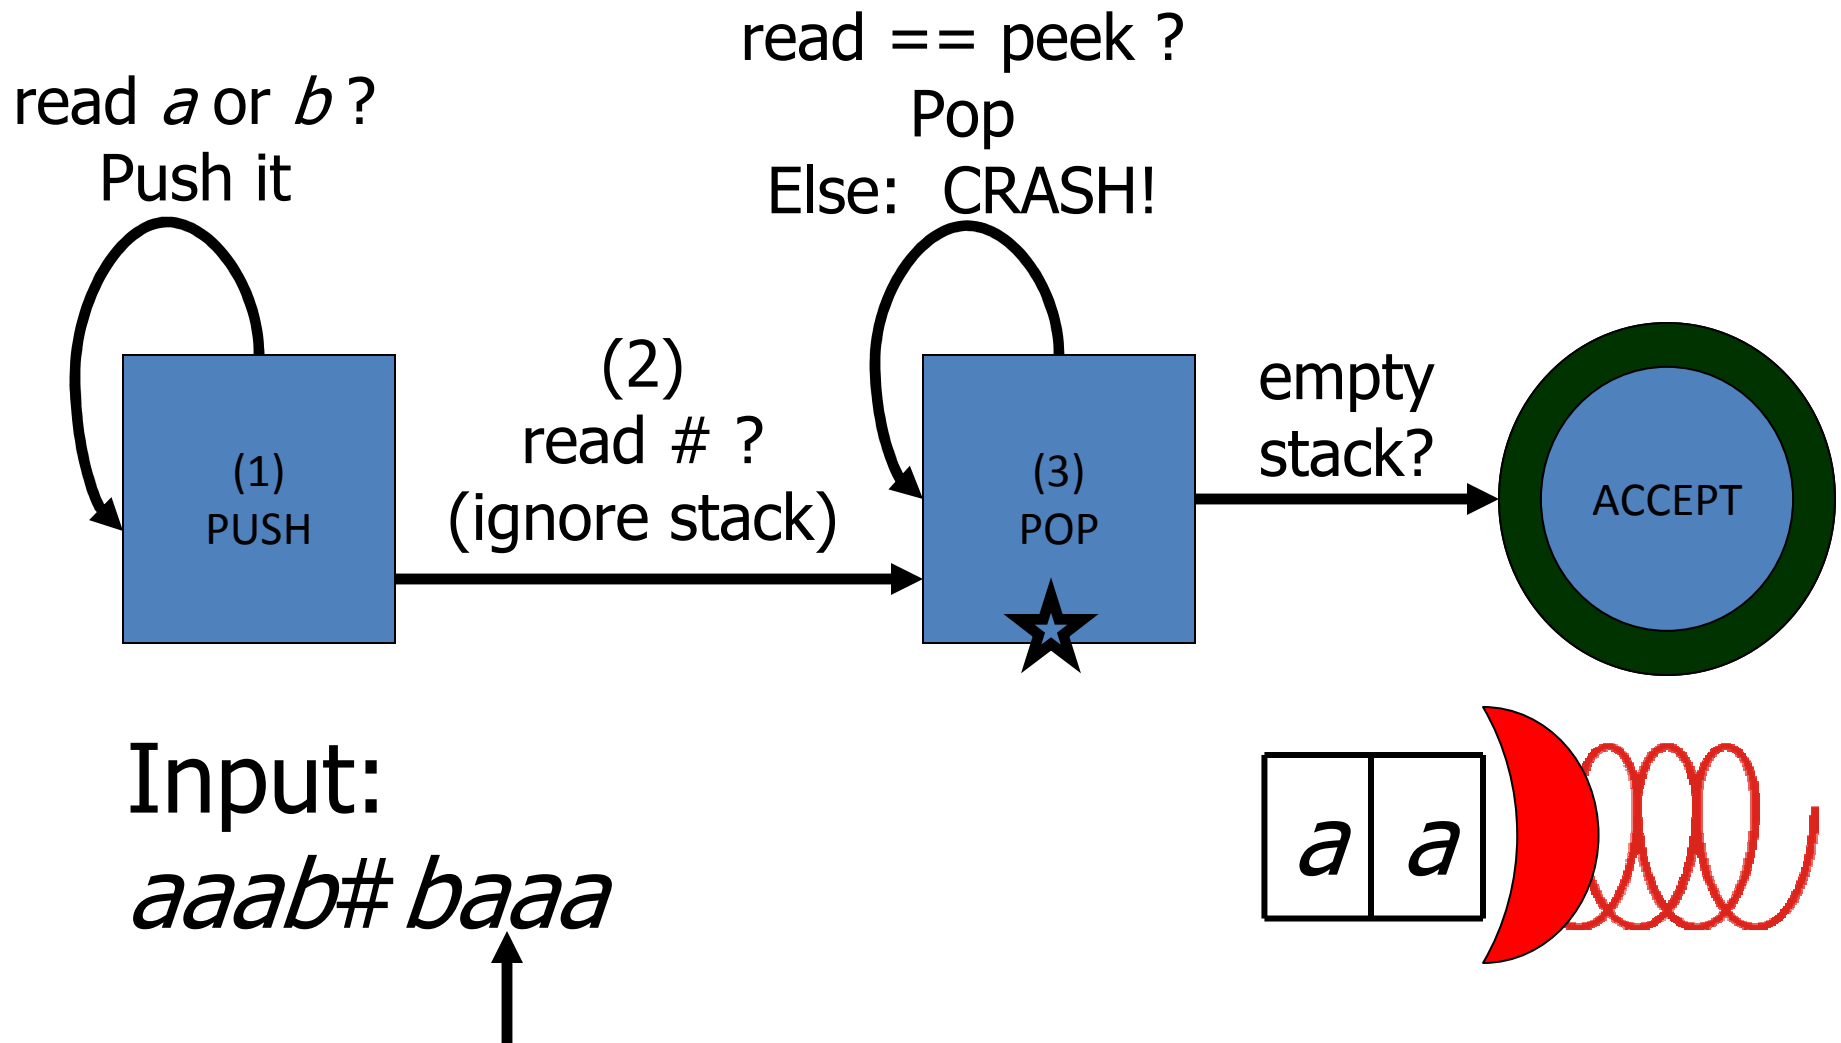 read == peek ?
Pop
Else: CRASH!
read a or b ?
Push it
(2)
read # ?
(ignore stack)
empty
stack?
(1)
PUSH
(3)
POP
ACCEPT
Input:
aaab# baaa
a a